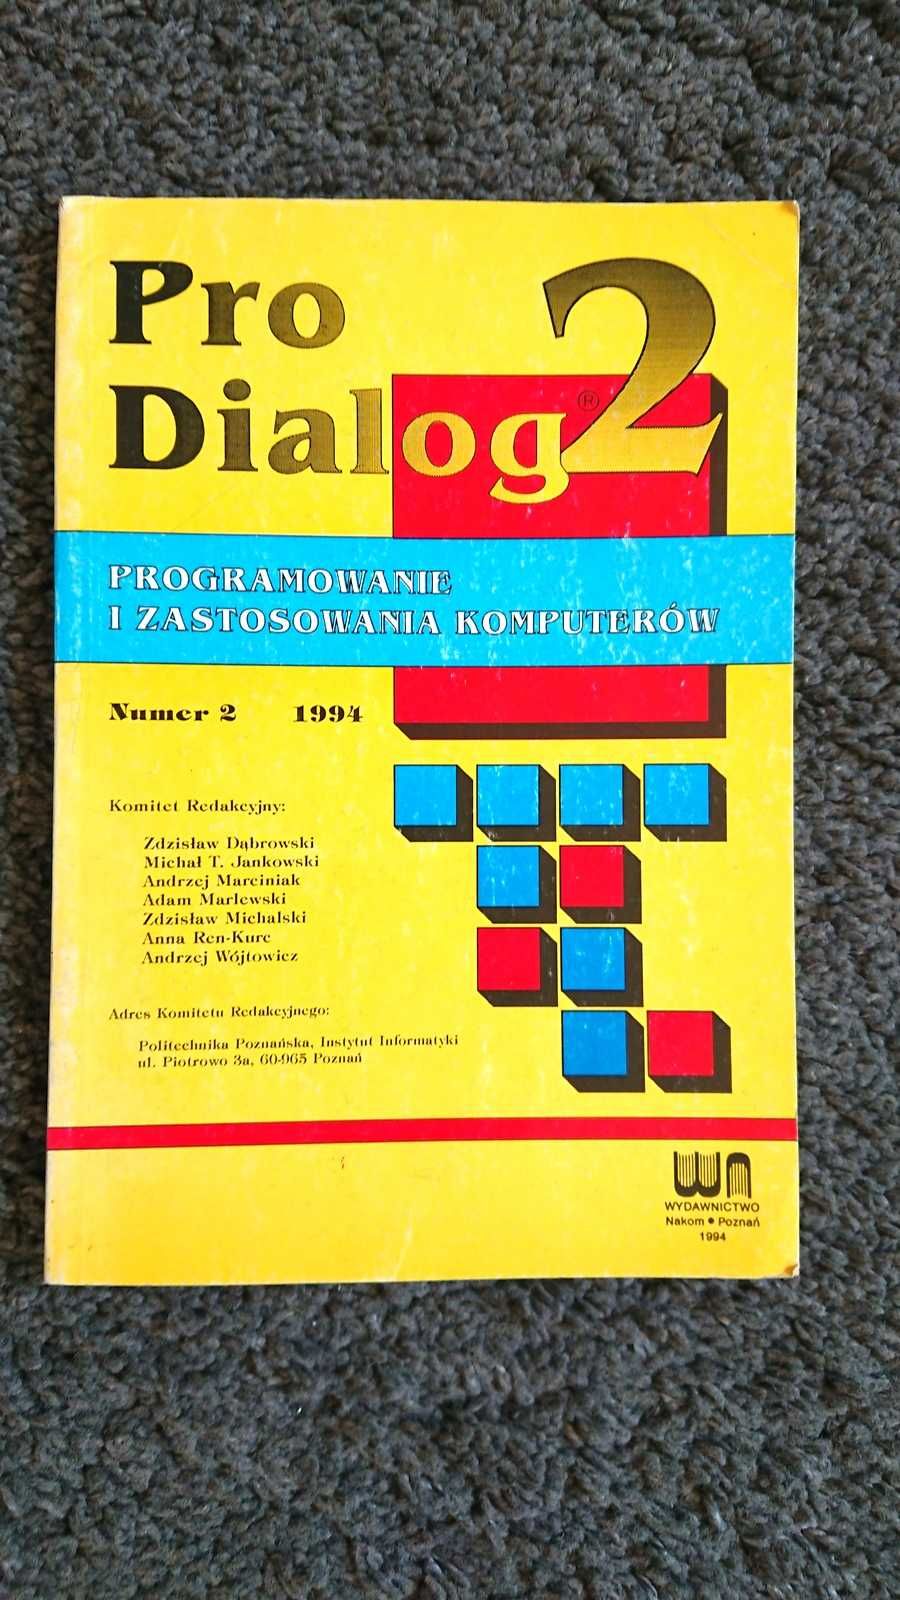 Pro 2
Dialog®
PROGRAMOWANIE
I ZASTOSOWANIA KOMPUTERÓW
Numer 2 1994
Komitet Redakcyjny:
Zdzisław Dąbrowski
Michał T. Jankowski
Andrzej Marciniak
Adam Marlewski
Zdzisław Michalski
Anna Ren-Kurc
Andrzej Wójtowicz
Adres Komitetu Redakcyjnego:
Politechnika Poznańska, Instytut Informatyki
ul. Piotrowo 3a, 60-965 Poznań
WN
WYDAWNICTWO
Nakom • Poznań
1994